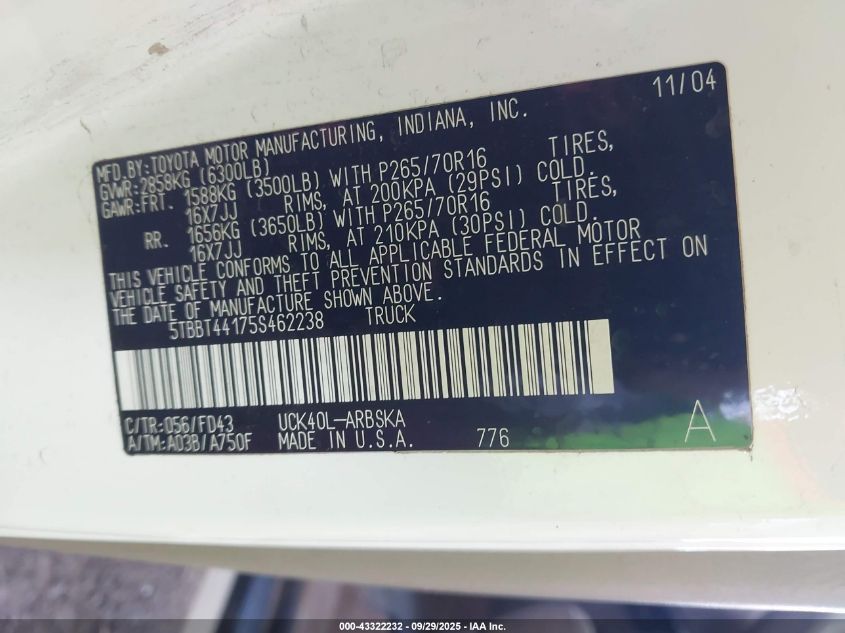 11/04
MFD.BY:TOYOTA MOTOR MANUFACTURING, INDIANA, INC.
GVWR:2858KG (6300LB)
GAWR:FRT. 1588KG (3500LB) WITH P265/70R16 TIRES,
16X7JJ RIMS, AT 200KPA (29PSI) COLD.
RR. 1656KG (3650LB) WITH P265/70R16 TIRES,
16X7JJ RIMS, AT 210KPA (30PSI) COLD.
THIS VEHICLE CONFORMS TO ALL APPLICABLE FEDERAL MOTOR
VEHICLE SAFETY AND THEFT PREVENTION STANDARDS IN EFFECT ON
THE DATE OF MANUFACTURE SHOWN ABOVE.
5TBBT44175S462238 TRUCK
C/TR:056/FD43 UCK40L-ARBSKA
A/TM:A03B/A750F MADE IN U.S.A. 776 A
000-43322232 - 09/29/2025 - IAA Inc.